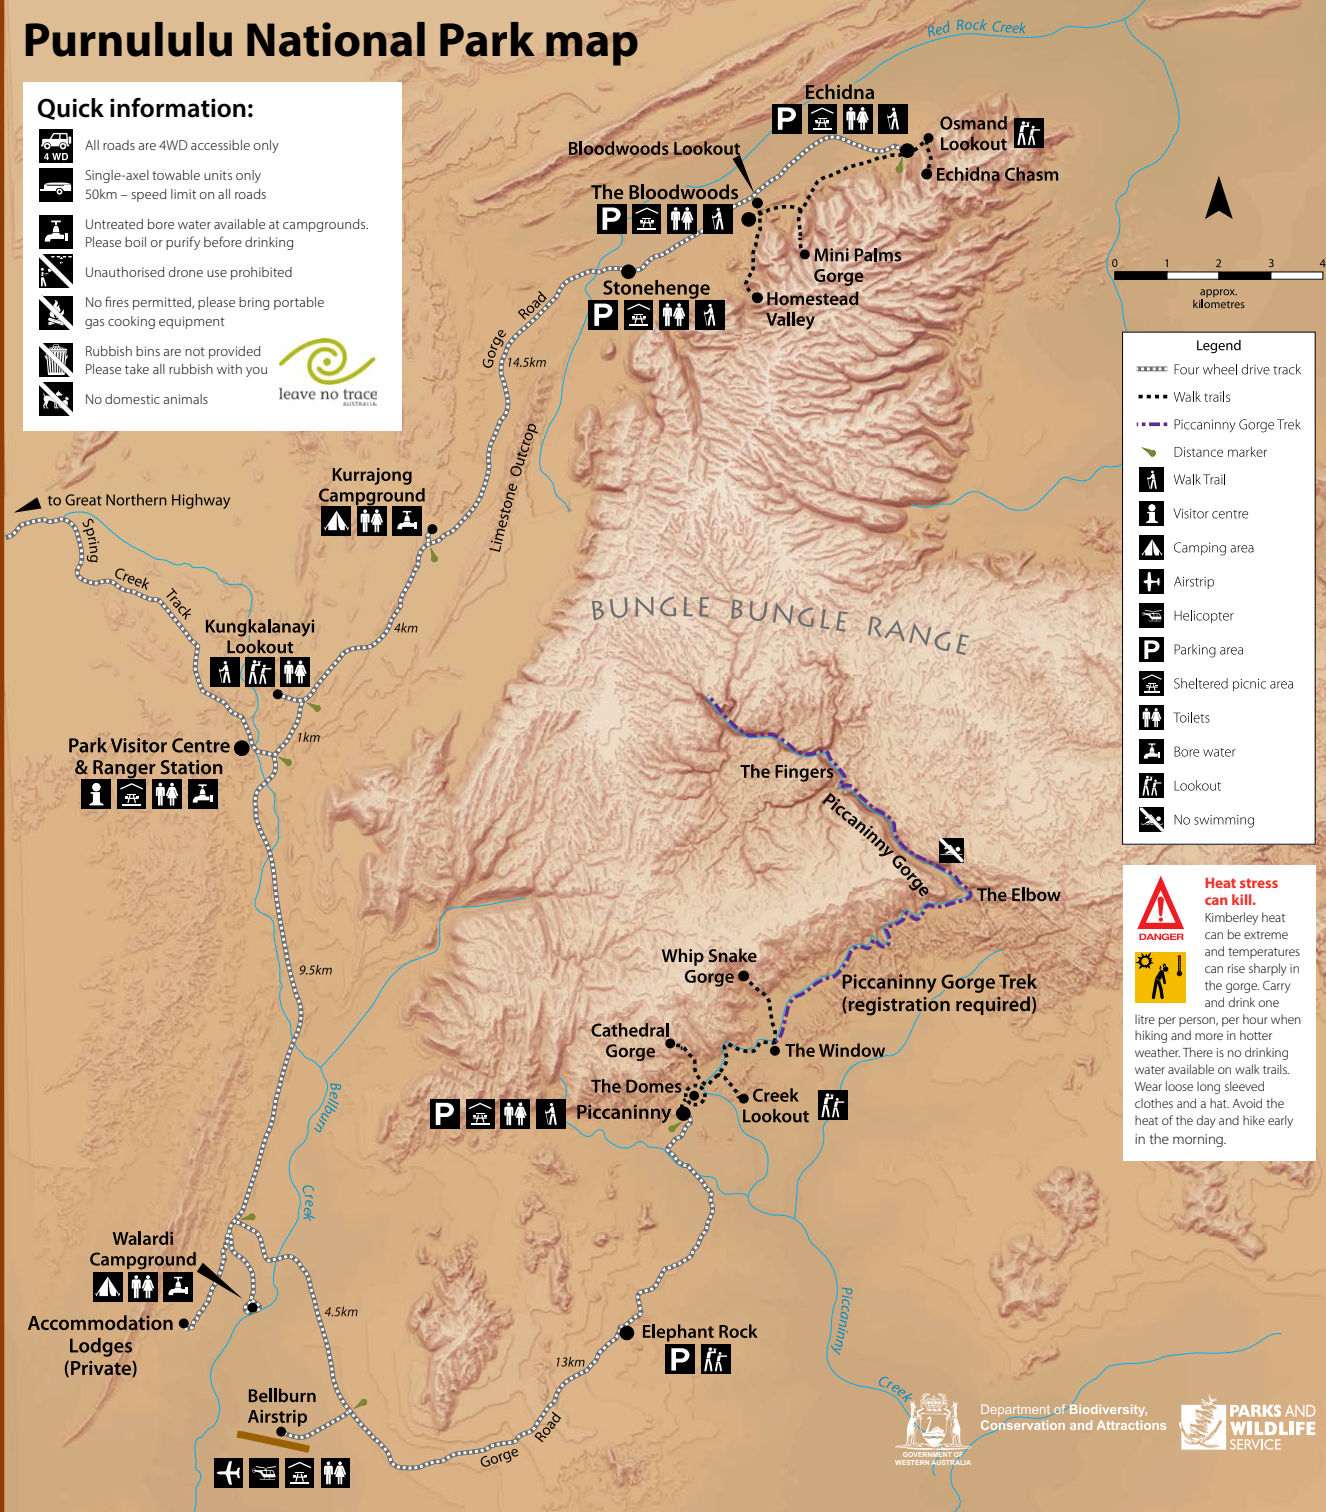 Purnululu National Park map
Quick information:
4 WD
All roads are 4WD accessible only
Single-axel towable units only
50km – speed limit on all roads
Untreated bore water available at campgrounds.
Please boil or purify before drinking
Unauthorised drone use prohibited
No fires permitted, please bring portable
gas cooking equipment
Rubbish bins are not provided
Please take all rubbish with you
No domestic animals
leave no trace
AUSTRALIA
Red Rock Creek
Echidna
P
Osmand
Lookout
Echidna Chasm
Bloodwoods Lookout
The Bloodwoods
P
Mini Palms
Gorge
Homestead
Valley
Stonehenge
P
Gorge Road
14.5km
Limestone Outcrop
Kurrajong
Campground
to Great Northern Highway
Spring
Creek
Track
Kungkalanayi
Lookout
4km
1km
Park Visitor Centre
& Ranger Station
BUNGLE BUNGLE RANGE
The Fingers
Piccaninny Gorge
The Elbow
Whip Snake
Gorge
Piccaninny Gorge Trek
(registration required)
Cathedral
Gorge
The Window
The Domes
Creek
Lookout
P
Piccaninny
9.5km
Bellburn
Creek
Walardi
Campground
Accommodation
Lodges
(Private)
4.5km
Elephant Rock
P
13km
Bellburn
Airstrip
Gorge Road
Piccaninny
Creek
0 1 2 3 4
approx.
kilometres
Legend
Four wheel drive track
Walk trails
Piccaninny Gorge Trek
Distance marker
Walk Trail
Visitor centre
Camping area
Airstrip
Helicopter
P
Parking area
Sheltered picnic area
Toilets
Bore water
Lookout
No swimming
DANGER
Heat stress
can kill.
Kimberley heat
can be extreme
and temperatures
can rise sharply in
the gorge. Carry
and drink one
litre per person, per hour when
hiking and more in hotter
weather. There is no drinking
water available on walk trails.
Wear loose long sleeved
clothes and a hat. Avoid the
heat of the day and hike early
in the morning.
GOVERNMENT OF
WESTERN AUSTRALIA
Department of Biodiversity,
Conservation and Attractions
PARKS AND
WILDLIFE
SERVICE